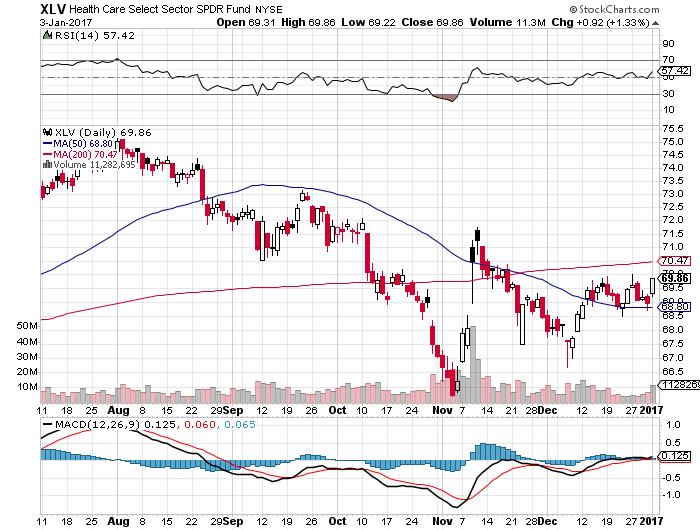 XLV Health Care Select Sector SPDR Fund NYSE © StockCharts.com
3-Jan-2017 Open 69.31 High 69.86 Low 69.22 Close 69.86 Volume 11.3M Chg +0.92 (+1.33%)
RSI(14) 57.42
90
70
57.42
50
30
10
XLV (Daily) 69.86
MA(50) 68.80
MA(200) 70.47
Volume 11,282,695
75.5
75.0
74.5
74.0
73.5
73.0
72.5
72.0
71.5
71.0
70.47
69.86
69.0
68.80
68.0
67.5
67.0
66.5
66.0
65.5
50M
40M
30M
20M
10M
1128269
11 18 25 Aug 8 15 22 Sep 12 19 26 Oct 10 17 24 Nov 7 14 21 28 Dec 12 19 27 2017
MACD(12,26,9) 0.125, 0.060, 0.065
1.0
0.5
0.125
-0.5
-1.0
11 18 25 Aug 8 15 22 Sep 12 19 26 Oct 10 17 24 Nov 7 14 21 28 Dec 12 19 27 2017